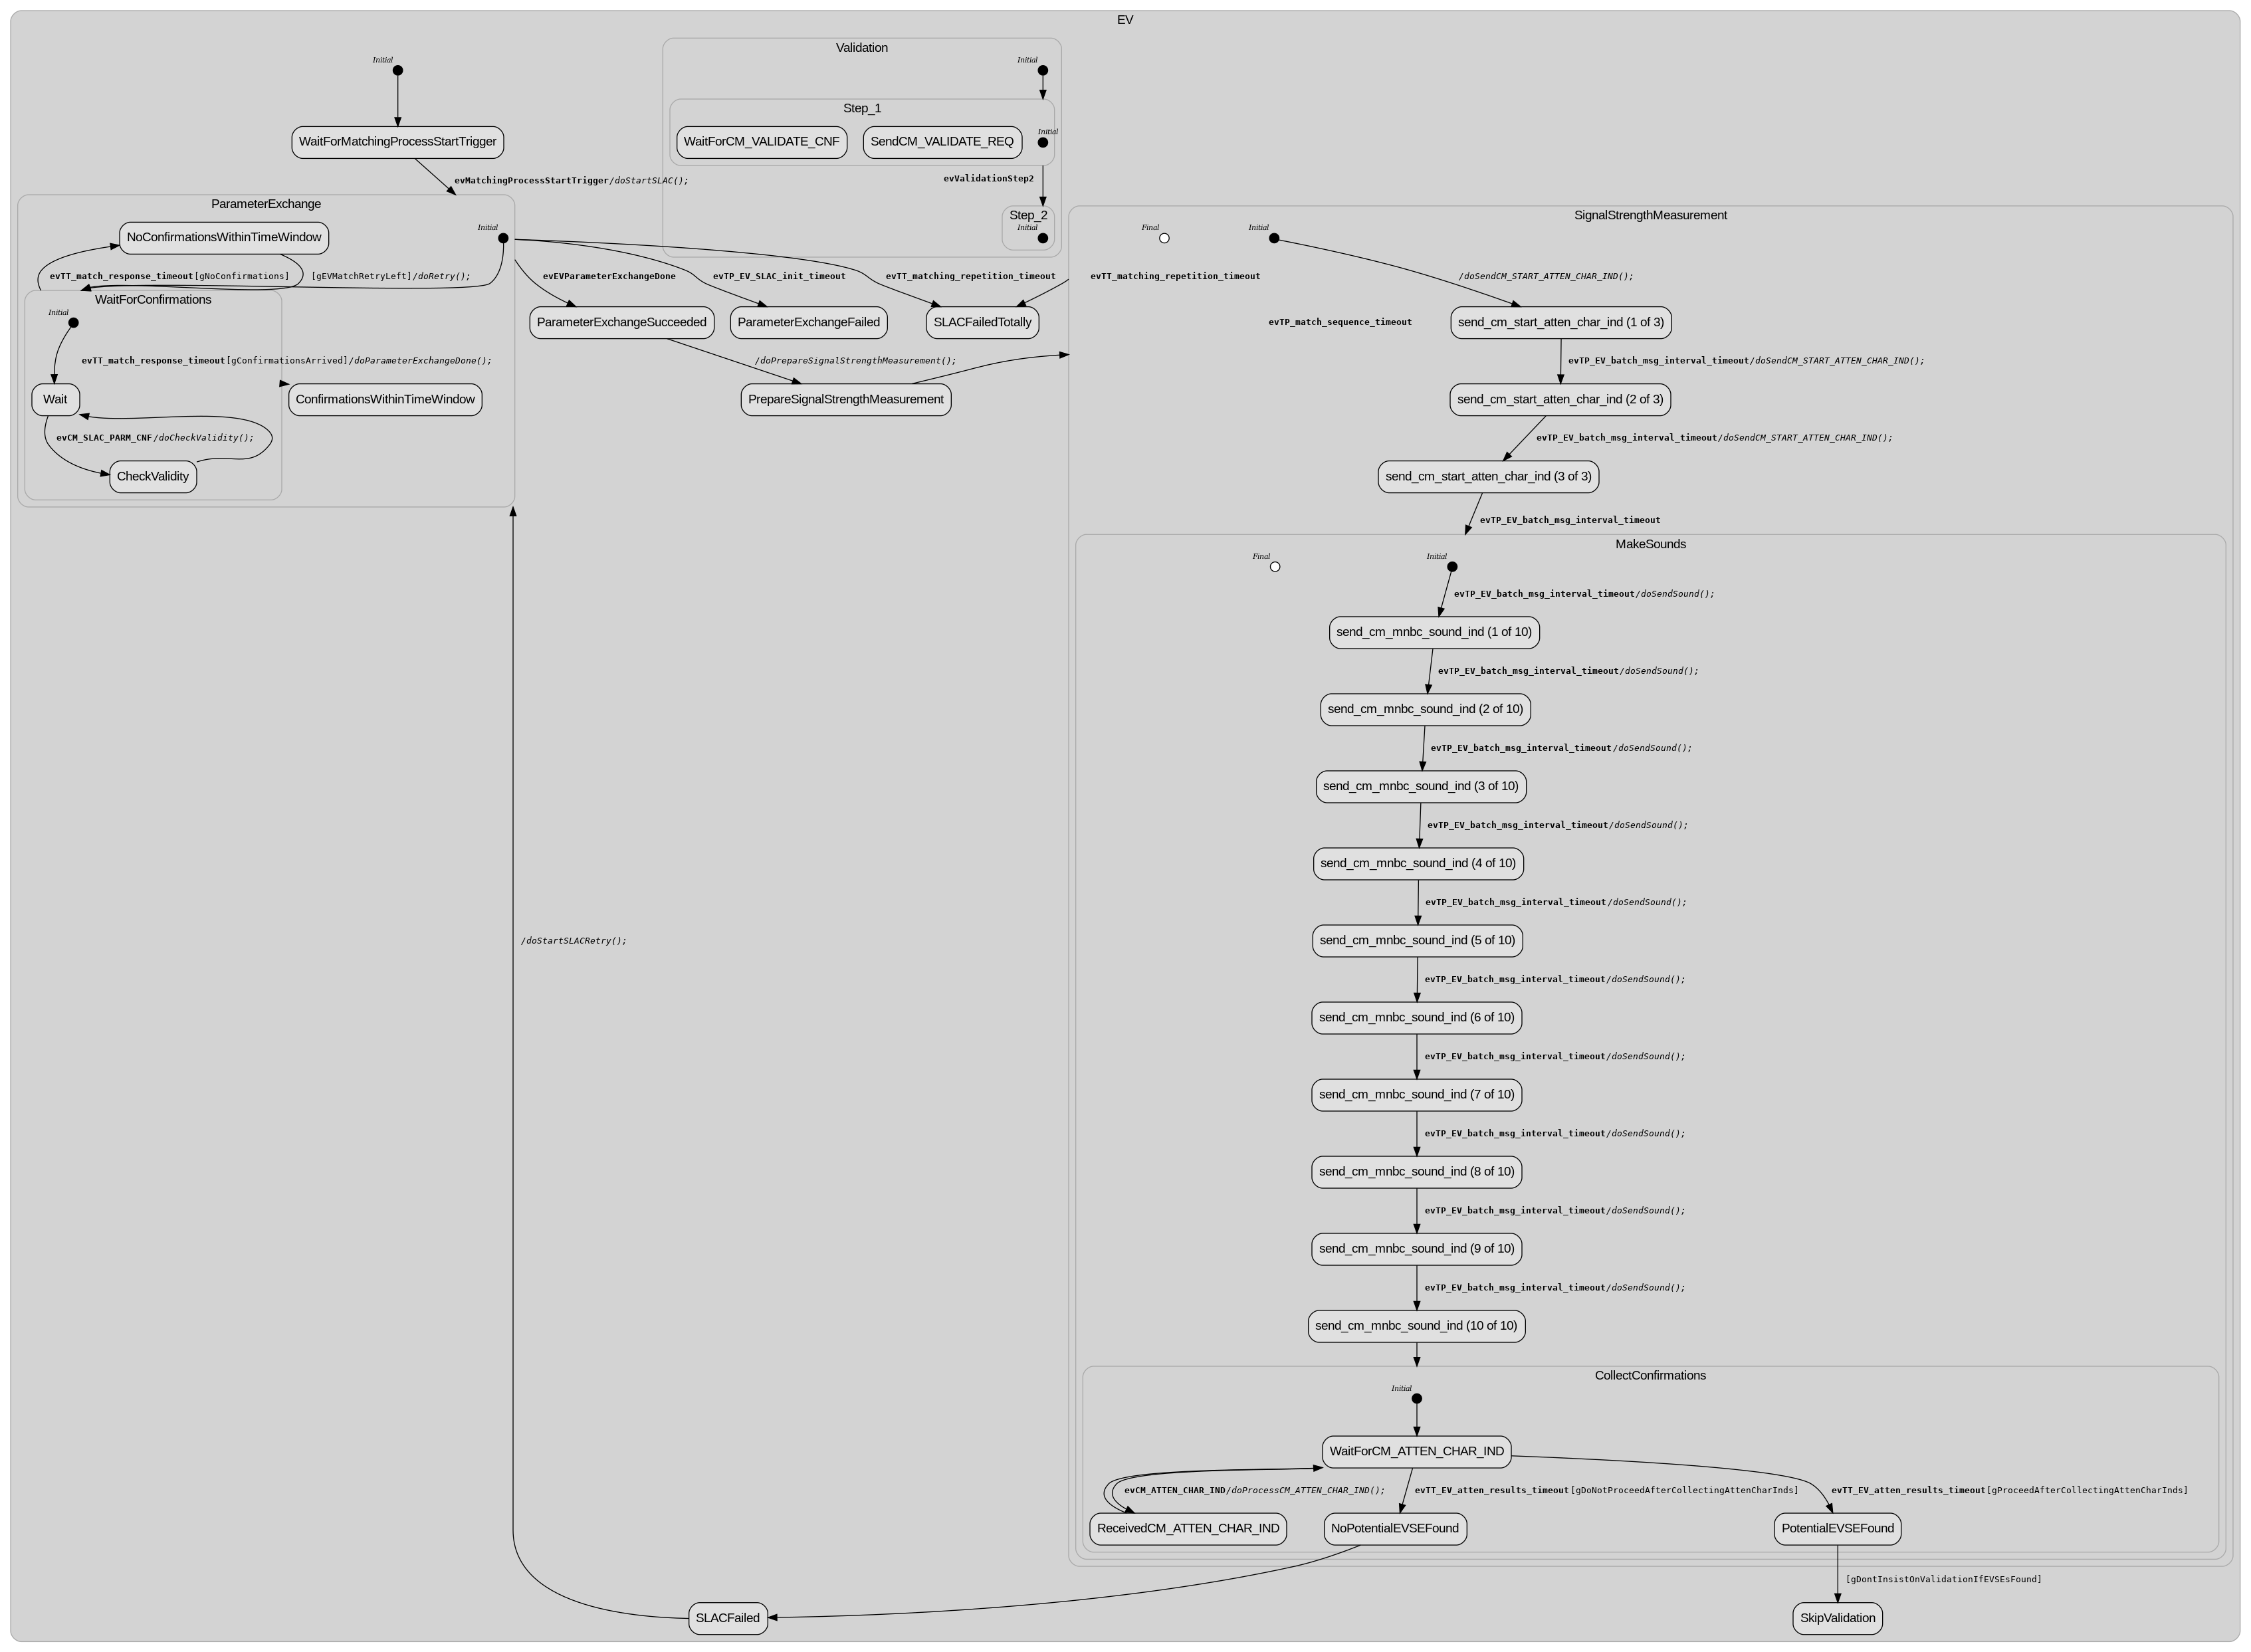 EV
Initial
WaitForMatchingProcessStartTrigger
evMatchingProcessStartTrigger/doStartSLAC();
Validation
Initial
Step_1
WaitForCM_VALIDATE_CNF
SendCM_VALIDATE_REQ
Initial
evValidationStep2
Step_2
Initial
ParameterExchange
NoConfirmationsWithinTimeWindow
Initial
evTT_match_response_timeout[gNoConfirmations]
[gEVMatchRetryLeft]/doRetry();
WaitForConfirmations
Initial
evTT_match_response_timeout[gConfirmationsArrived]/doParameterExchangeDone();
Wait
ConfirmationsWithinTimeWindow
evCM_SLAC_PARM_CNF/doCheckValidity();
CheckValidity
evEVParameterExchangeDone
evTP_EV_SLAC_init_timeout
evTT_matching_repetition_timeout
evTT_matching_repetition_timeout
ParameterExchangeSucceeded
ParameterExchangeFailed
SLACFailedTotally
/doPrepareSignalStrengthMeasurement();
PrepareSignalStrengthMeasurement
SignalStrengthMeasurement
Final
Initial
/doSendCM_START_ATTEN_CHAR_IND();
evTP_match_sequence_timeout
send_cm_start_atten_char_ind (1 of 3)
evTP_EV_batch_msg_interval_timeout/doSendCM_START_ATTEN_CHAR_IND();
send_cm_start_atten_char_ind (2 of 3)
evTP_EV_batch_msg_interval_timeout/doSendCM_START_ATTEN_CHAR_IND();
send_cm_start_atten_char_ind (3 of 3)
evTP_EV_batch_msg_interval_timeout
MakeSounds
Final
Initial
evTP_EV_batch_msg_interval_timeout/doSendSound();
send_cm_mnbc_sound_ind (1 of 10)
evTP_EV_batch_msg_interval_timeout/doSendSound();
send_cm_mnbc_sound_ind (2 of 10)
evTP_EV_batch_msg_interval_timeout/doSendSound();
send_cm_mnbc_sound_ind (3 of 10)
evTP_EV_batch_msg_interval_timeout/doSendSound();
send_cm_mnbc_sound_ind (4 of 10)
evTP_EV_batch_msg_interval_timeout/doSendSound();
send_cm_mnbc_sound_ind (5 of 10)
evTP_EV_batch_msg_interval_timeout/doSendSound();
send_cm_mnbc_sound_ind (6 of 10)
evTP_EV_batch_msg_interval_timeout/doSendSound();
send_cm_mnbc_sound_ind (7 of 10)
evTP_EV_batch_msg_interval_timeout/doSendSound();
send_cm_mnbc_sound_ind (8 of 10)
evTP_EV_batch_msg_interval_timeout/doSendSound();
send_cm_mnbc_sound_ind (9 of 10)
evTP_EV_batch_msg_interval_timeout/doSendSound();
send_cm_mnbc_sound_ind (10 of 10)
CollectConfirmations
Initial
WaitForCM_ATTEN_CHAR_IND
evCM_ATTEN_CHAR_IND/doProcessCM_ATTEN_CHAR_IND();
evTT_EV_atten_results_timeout[gDoNotProceedAfterCollectingAttenCharInds]
evTT_EV_atten_results_timeout[gProceedAfterCollectingAttenCharInds]
ReceivedCM_ATTEN_CHAR_IND
NoPotentialEVSEFound
PotentialEVSEFound
/doStartSLACRetry();
[gDontInsistOnValidationIfEVSEsFound]
SLACFailed
SkipValidation